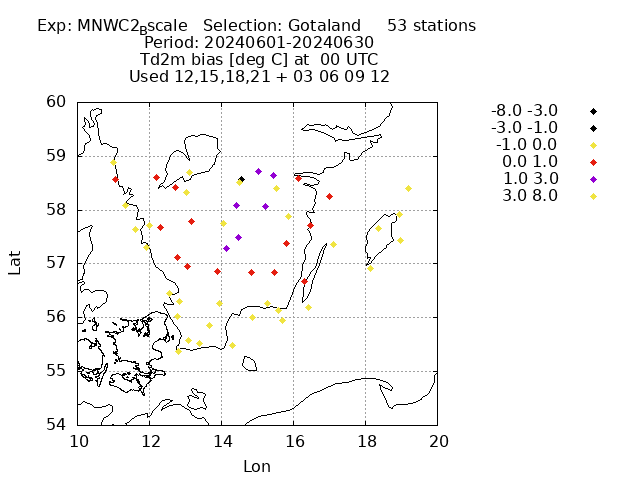 Exp: MNWC2Bscale   Selection: Gotaland     53 stations
Period: 20240601-20240630
Td2m bias [deg C] at  00 UTC
Used 12,15,18,21 + 03 06 09 12
-8.0 -3.0
-3.0 -1.0
-1.0 0.0
0.0 1.0
1.0 3.0
3.0 8.0
60
59
58
57
56
55
54
Lat
10 12 14 16 18 20
Lon